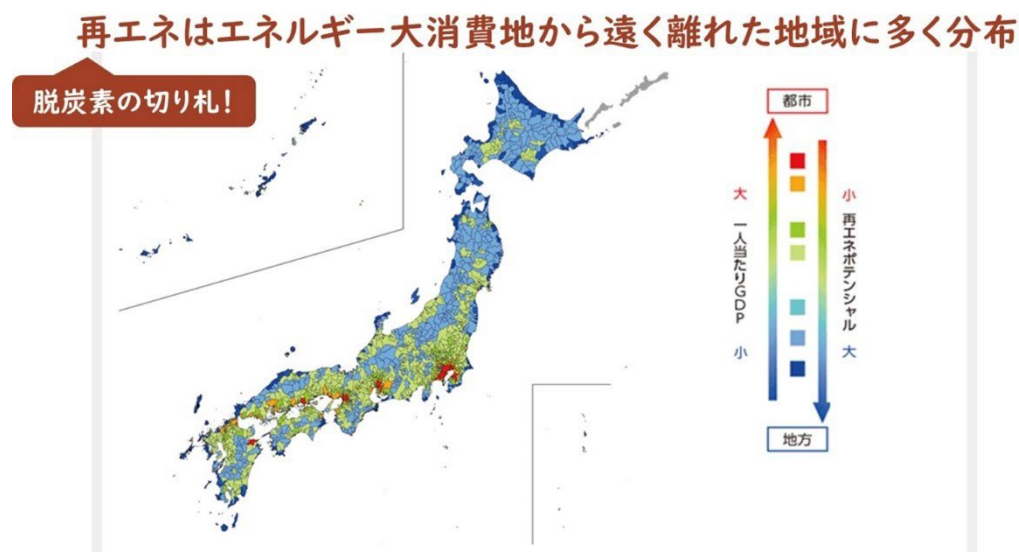 再エネはエネルギー大消費地から遠く離れた地域に多く分布
脱炭素の切り札!
都市
大 一人当たりGDP 小
小 再エネポテンシャル 大
地方